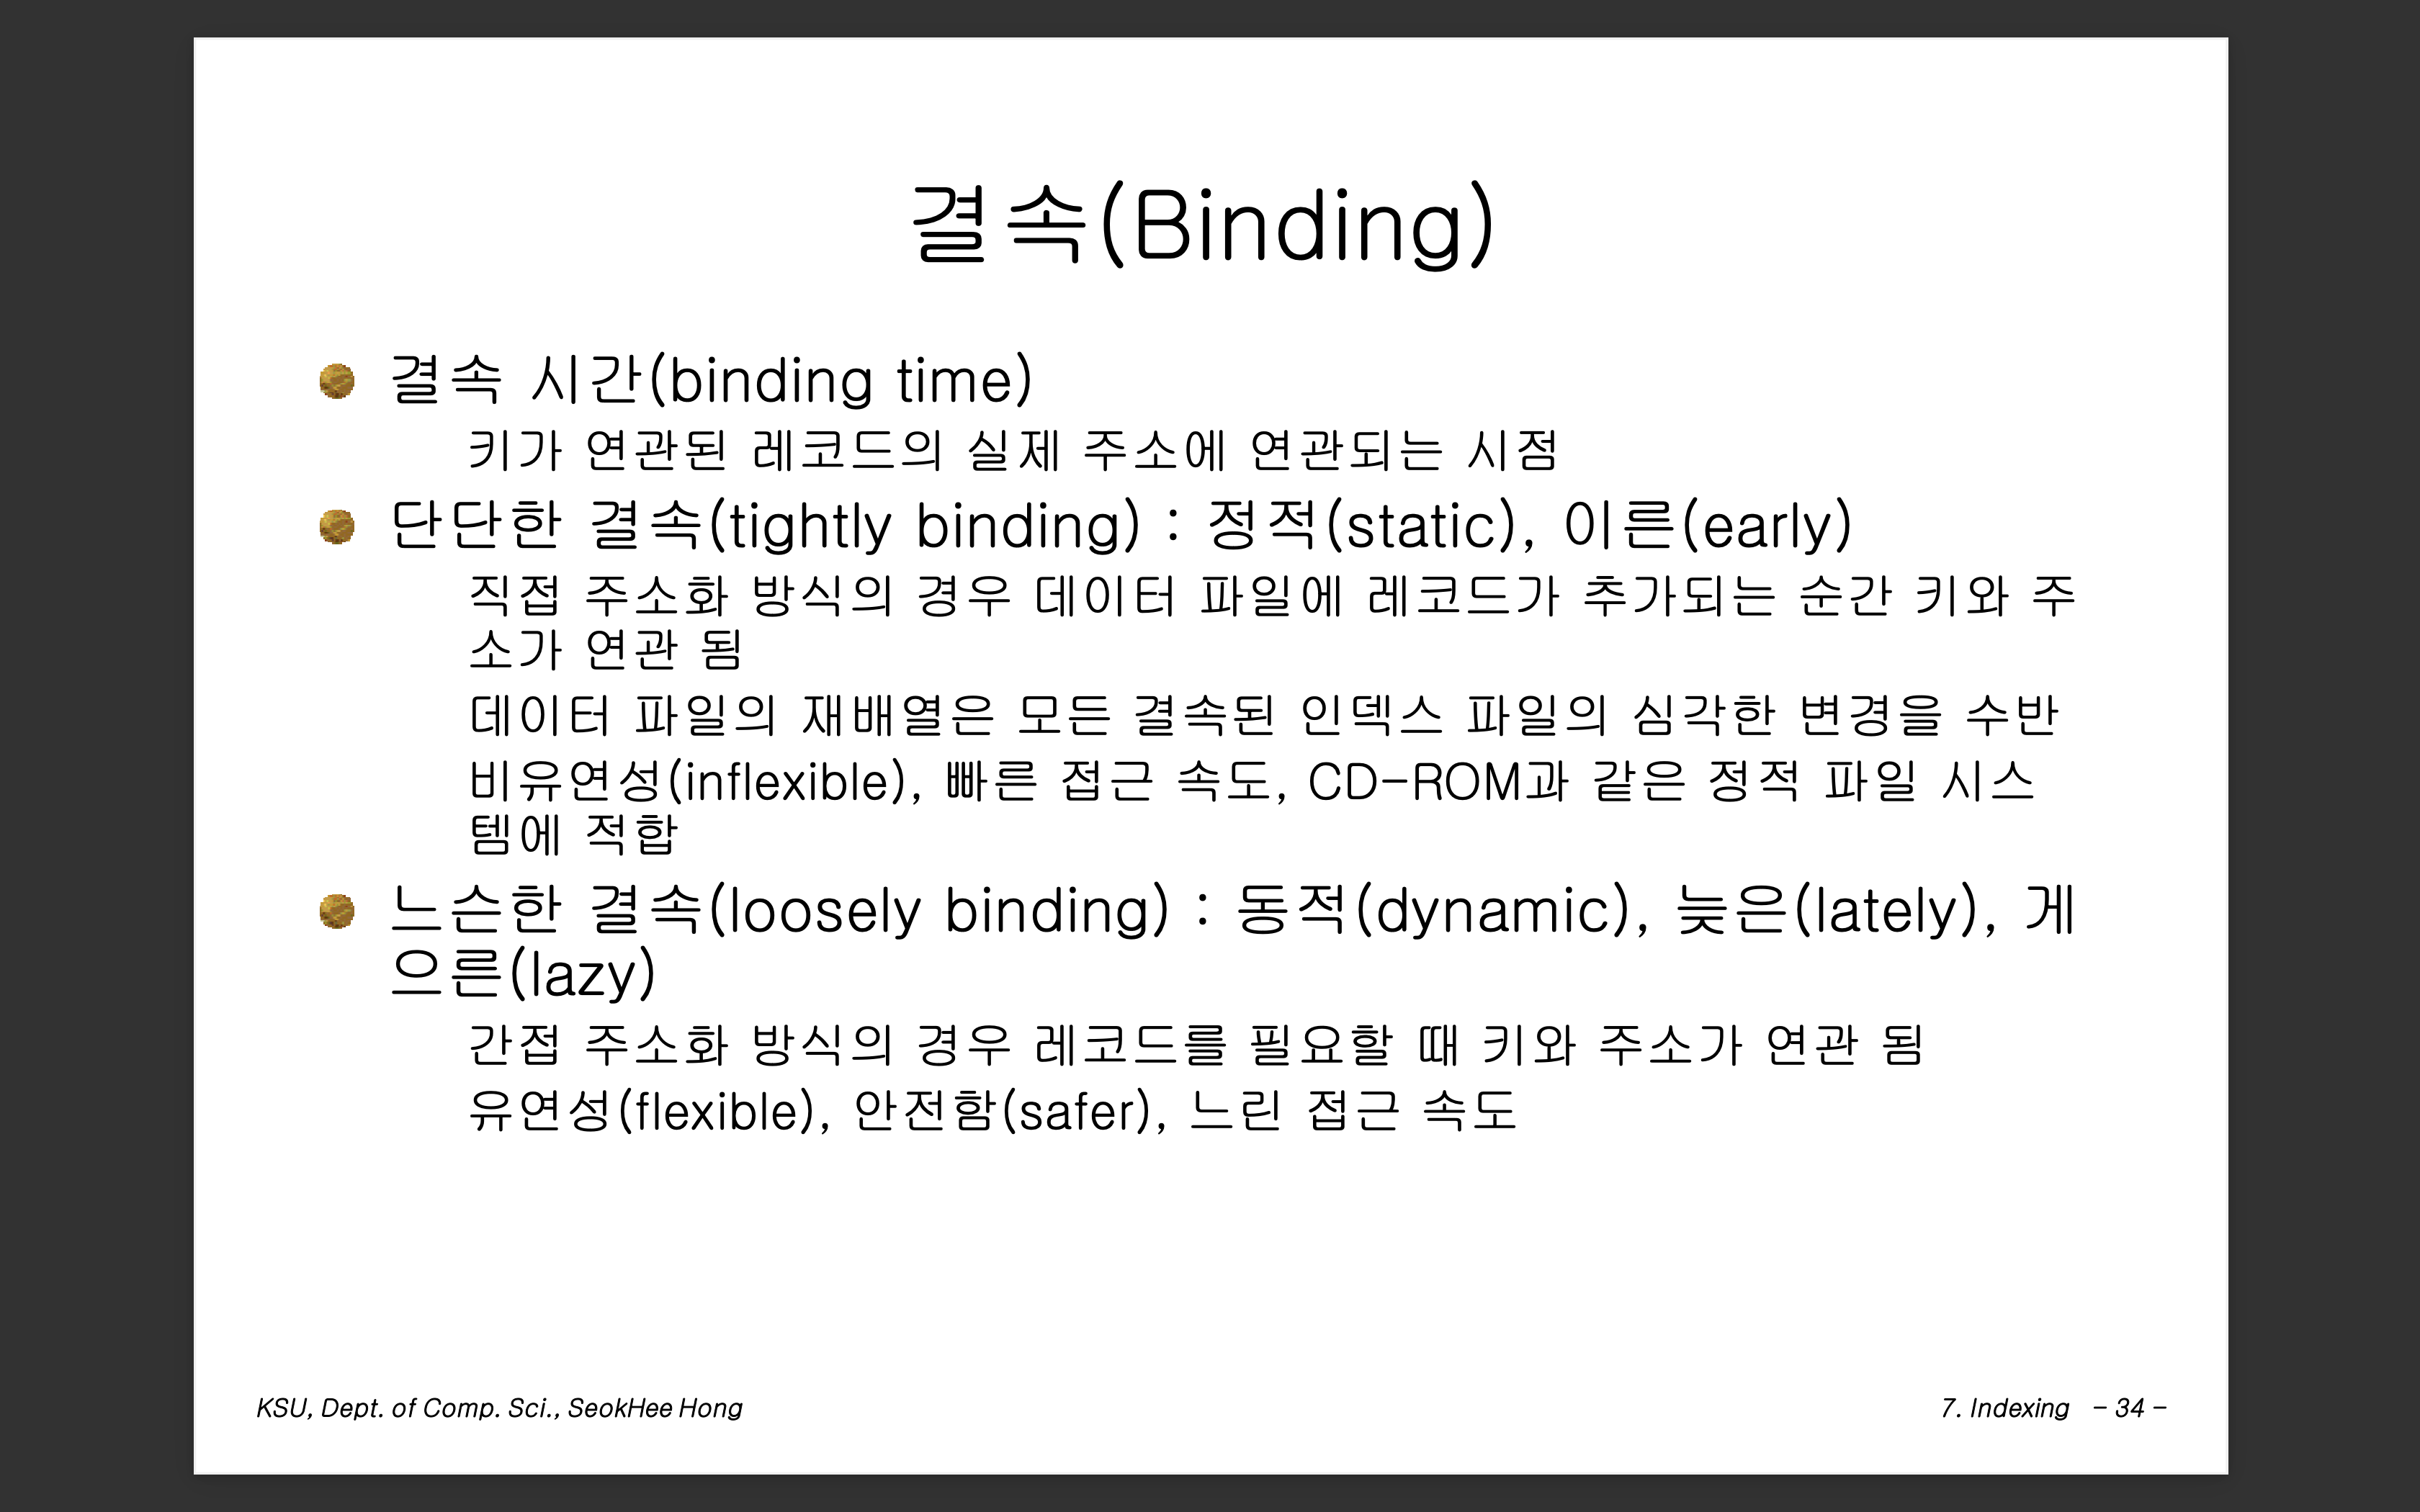 결속(Binding)
결속 시간(binding time)
키가 연관된 레코드의 실제 주소에 연관되는 시점
단단한 결속(tightly binding) : 정적(static), 이른(early)
직접 주소화 방식의 경우 데이터 파일에 레코드가 추가되는 순간 키와 주
소가 연관 됨
데이터 파일의 재배열은 모든 결속된 인덱스 파일의 심각한 변경을 수반
비유연성(inflexible), 빠른 접근 속도, CD-ROM과 같은 정적 파일 시스
템에 적합
느슨한 결속(loosely binding) : 동적(dynamic), 늦은(lately), 게
으른(lazy)
간접 주소화 방식의 경우 레코드를 필요할 때 키와 주소가 연관 됨
유연성(flexible), 안전함(safer), 느린 접근 속도
KSU, Dept. of Comp. Sci., SeokHee Hong
7. Indexing - 34 -